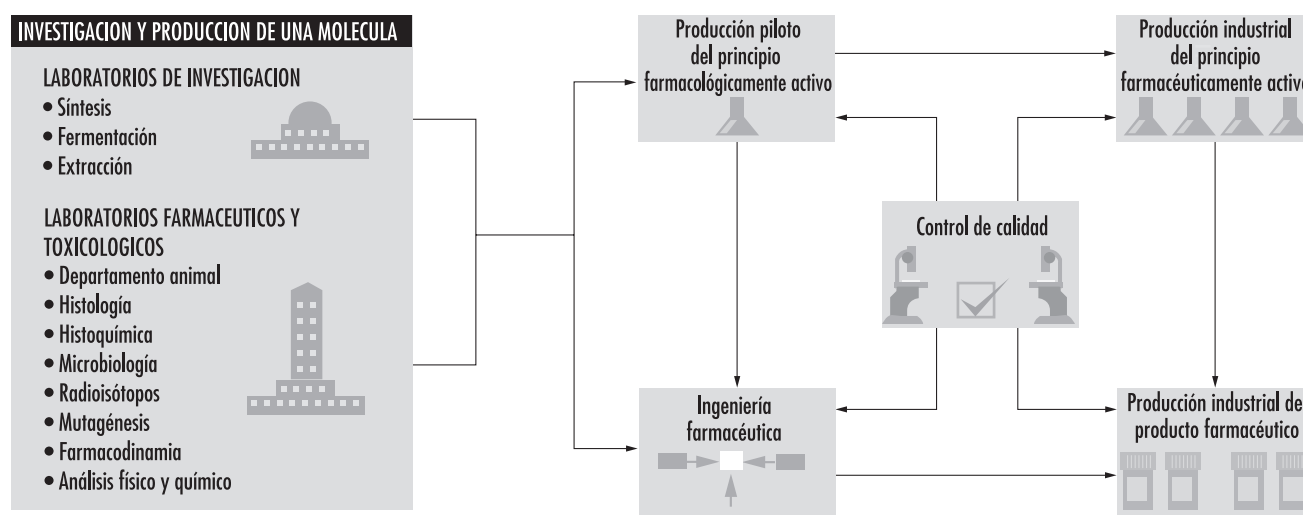 INVESTIGACION Y PRODUCCION DE UNA MOLECULA
LABORATORIOS DE INVESTIGACION
• Síntesis
• Fermentación
• Extracción
LABORATORIOS FARMACEUTICOS Y
TOXICOLOGICOS
• Departamento animal
• Histología
• Histoquímica
• Microbiología
• Radioisótopos
• Mutagénesis
• Farmacodinamia
• Análisis físico y químico
Producción piloto
del principio
farmacológicamente activo
Producción industrial
del principio
farmacéuticamente activo
Control de calidad
Ingeniería
farmacéutica
Producción industrial de
producto farmacéutico